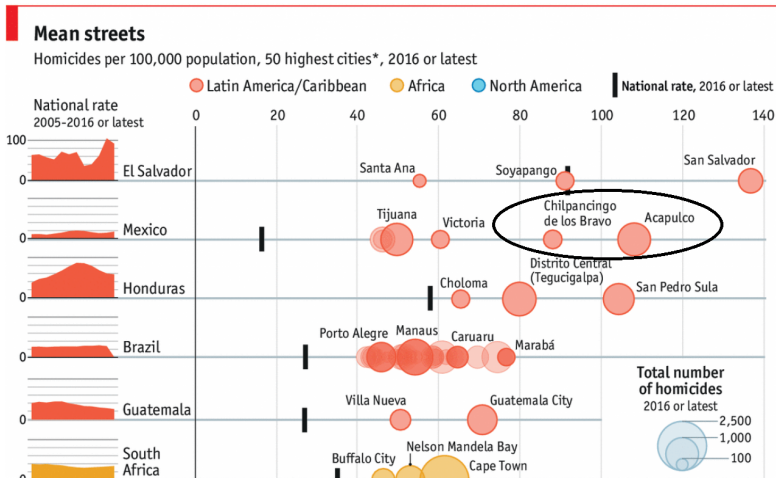 Mean streets
Homicides per 100,000 population, 50 highest cities*, 2016 or latest
Latin America/Caribbean
Africa
North America
National rate, 2016 or latest
National rate
2005-2016 or latest
0
20
40
60
80
100
120
140
100
0
El Salvador
Santa Ana
Soyapango
San Salvador
0
Mexico
Tijuana
Victoria
Chilpancingo
de los Bravo
Acapulco
0
Honduras
Choloma
Distrito Central
(Tegucigalpa)
San Pedro Sula
0
Brazil
Porto Alegre
Manaus
Caruaru
Marabá
0
Guatemala
Villa Nueva
Guatemala City
South
Africa
Buffalo City
Nelson Mandela Bay
Cape Town
Total number
of homicides
2016 or latest
2,500
1,000
100